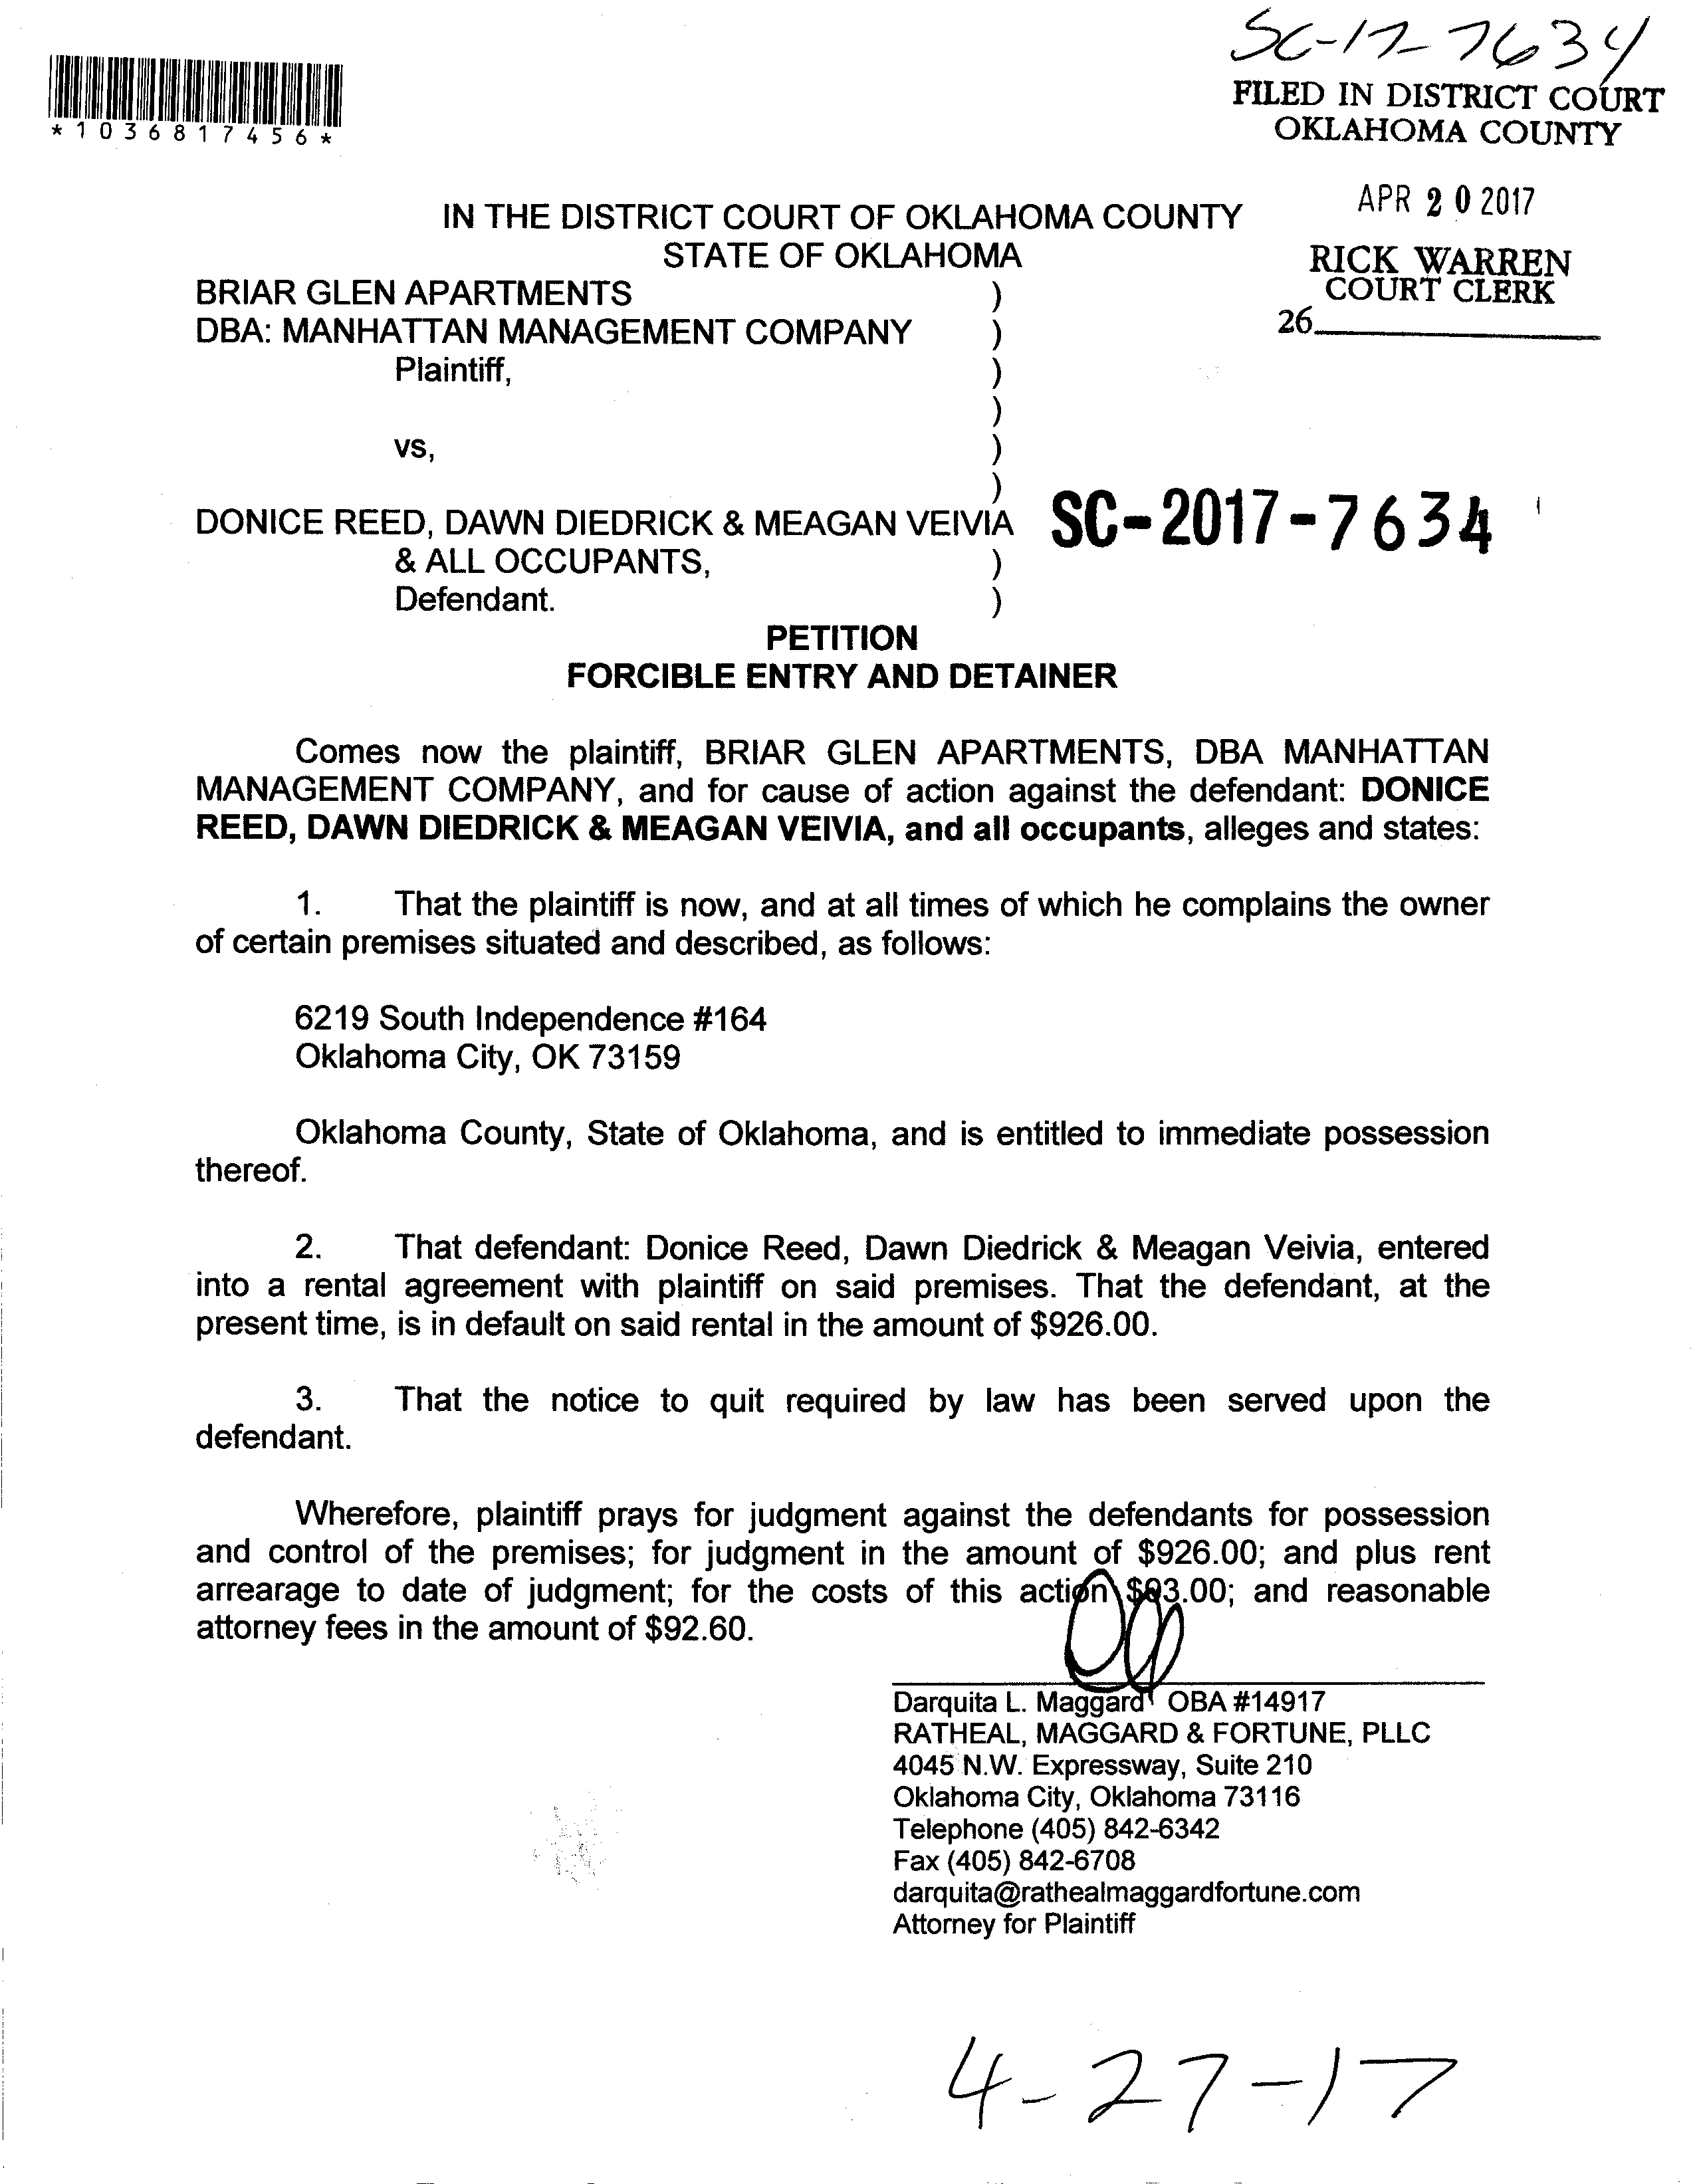 SC-17-7634
FILED IN DISTRICT COURT
OKLAHOMA COUNTY
*1036817456*
APR 20 2017
IN THE DISTRICT COURT OF OKLAHOMA COUNTY
STATE OF OKLAHOMA
RICK WARREN
COURT CLERK
26
BRIAR GLEN APARTMENTS )
DBA: MANHATTAN MANAGEMENT COMPANY )
Plaintiff, )
)
vs, )
)
DONICE REED, DAWN DIEDRICK & MEAGAN VEIVIA SC-2017-7634
& ALL OCCUPANTS, )
Defendant. )
PETITION
FORCIBLE ENTRY AND DETAINER
Comes now the plaintiff, BRIAR GLEN APARTMENTS, DBA MANHATTAN
MANAGEMENT COMPANY, and for cause of action against the defendant: DONICE
REED, DAWN DIEDRICK & MEAGAN VEIVIA, and all occupants, alleges and states:
1. That the plaintiff is now, and at all times of which he complains the owner
of certain premises situated and described, as follows:
6219 South Independence #164
Oklahoma City, OK 73159
Oklahoma County, State of Oklahoma, and is entitled to immediate possession
thereof.
2. That defendant: Donice Reed, Dawn Diedrick & Meagan Veivia, entered
into a rental agreement with plaintiff on said premises. That the defendant, at the
present time, is in default on said rental in the amount of $926.00.
3. That the notice to quit required by law has been served upon the
defendant.
Wherefore, plaintiff prays for judgment against the defendants for possession
and control of the premises; for judgment in the amount of $926.00; and plus rent
arrearage to date of judgment; for the costs of this action and reasonable
attorney fees in the amount of $92.60.
Darquita L. Maggard OBA #14917
RATHEAL, MAGGARD & FORTUNE, PLLC
4045 N.W. Expressway, Suite 210
Oklahoma City, Oklahoma 73116
Telephone (405) 842-6342
Fax (405) 842-6708
darquita@rathealmaggardfortune.com
Attorney for Plaintiff
4-27-17